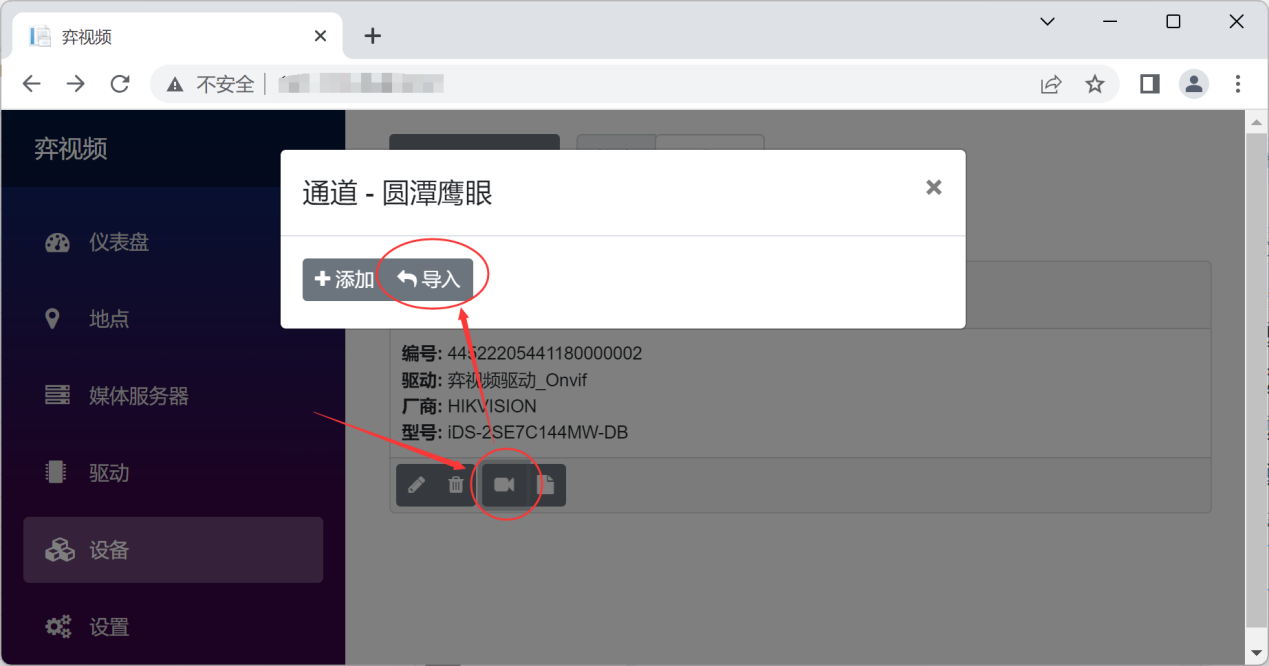 弈视频
不安全
弈视频
仪表盘
地点
媒体服务器
驱动
设备
设置
通道 - 圆潭鹰眼
添加 导入
编号: 44522205441180000002
驱动: 弈视频驱动_Onvif
厂商: HIKVISION
型号: iDS-2SE7C144MW-DB